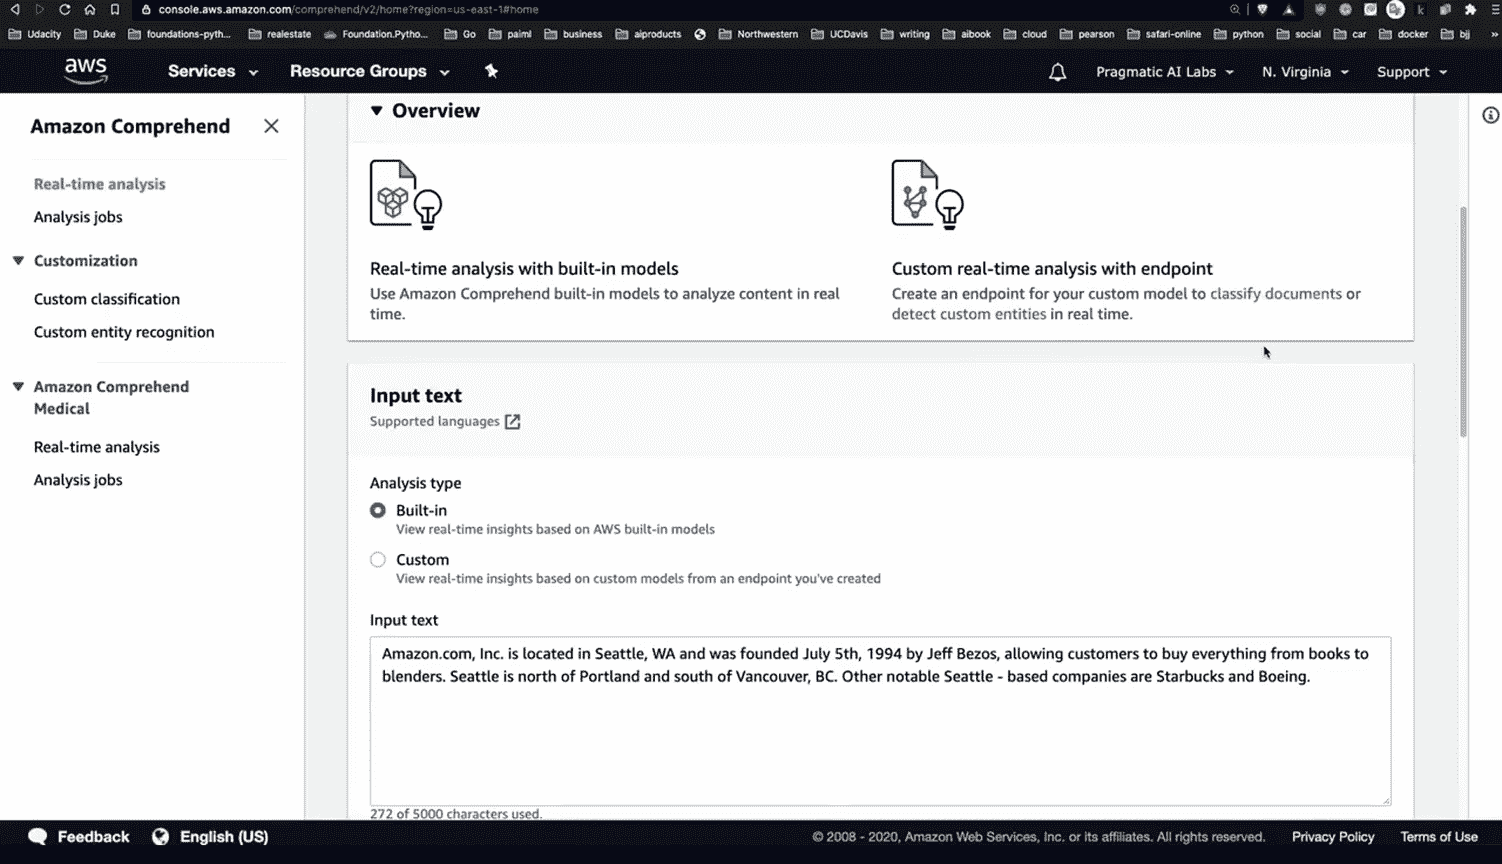 console.aws.amazon.com/comprehend/v2/home?region=us-east-1#home
Udacity Duke foundations-pyth... realestate Foundation.Pytho... Go paiml business aiproducts Northwestern UCDavis writing aibook cloud pearson safari-online python social car docker bjj »
aws Services Resource Groups Pragmatic AI Labs N. Virginia Support
Amazon Comprehend
Real-time analysis
Analysis jobs
Customization
Custom classification
Custom entity recognition
Amazon Comprehend
Medical
Real-time analysis
Analysis jobs
Overview
Real-time analysis with built-in models
Use Amazon Comprehend built-in models to analyze content in real
time.
Custom real-time analysis with endpoint
Create an endpoint for your custom model to classify documents or
detect custom entities in real time.
Input text
Supported languages
Analysis type
Built-in
View real-time insights based on AWS built-in models
Custom
View real-time insights based on custom models from an endpoint you've created
Input text
Amazon.com, Inc. is located in Seattle, WA and was founded July 5th, 1994 by Jeff Bezos, allowing customers to buy everything from books to
blenders. Seattle is north of Portland and south of Vancouver, BC. Other notable Seattle - based companies are Starbucks and Boeing.
272 of 5000 characters used.
Feedback English (US) © 2008 - 2020, Amazon Web Services, Inc. or its affiliates. All rights reserved. Privacy Policy Terms of Use